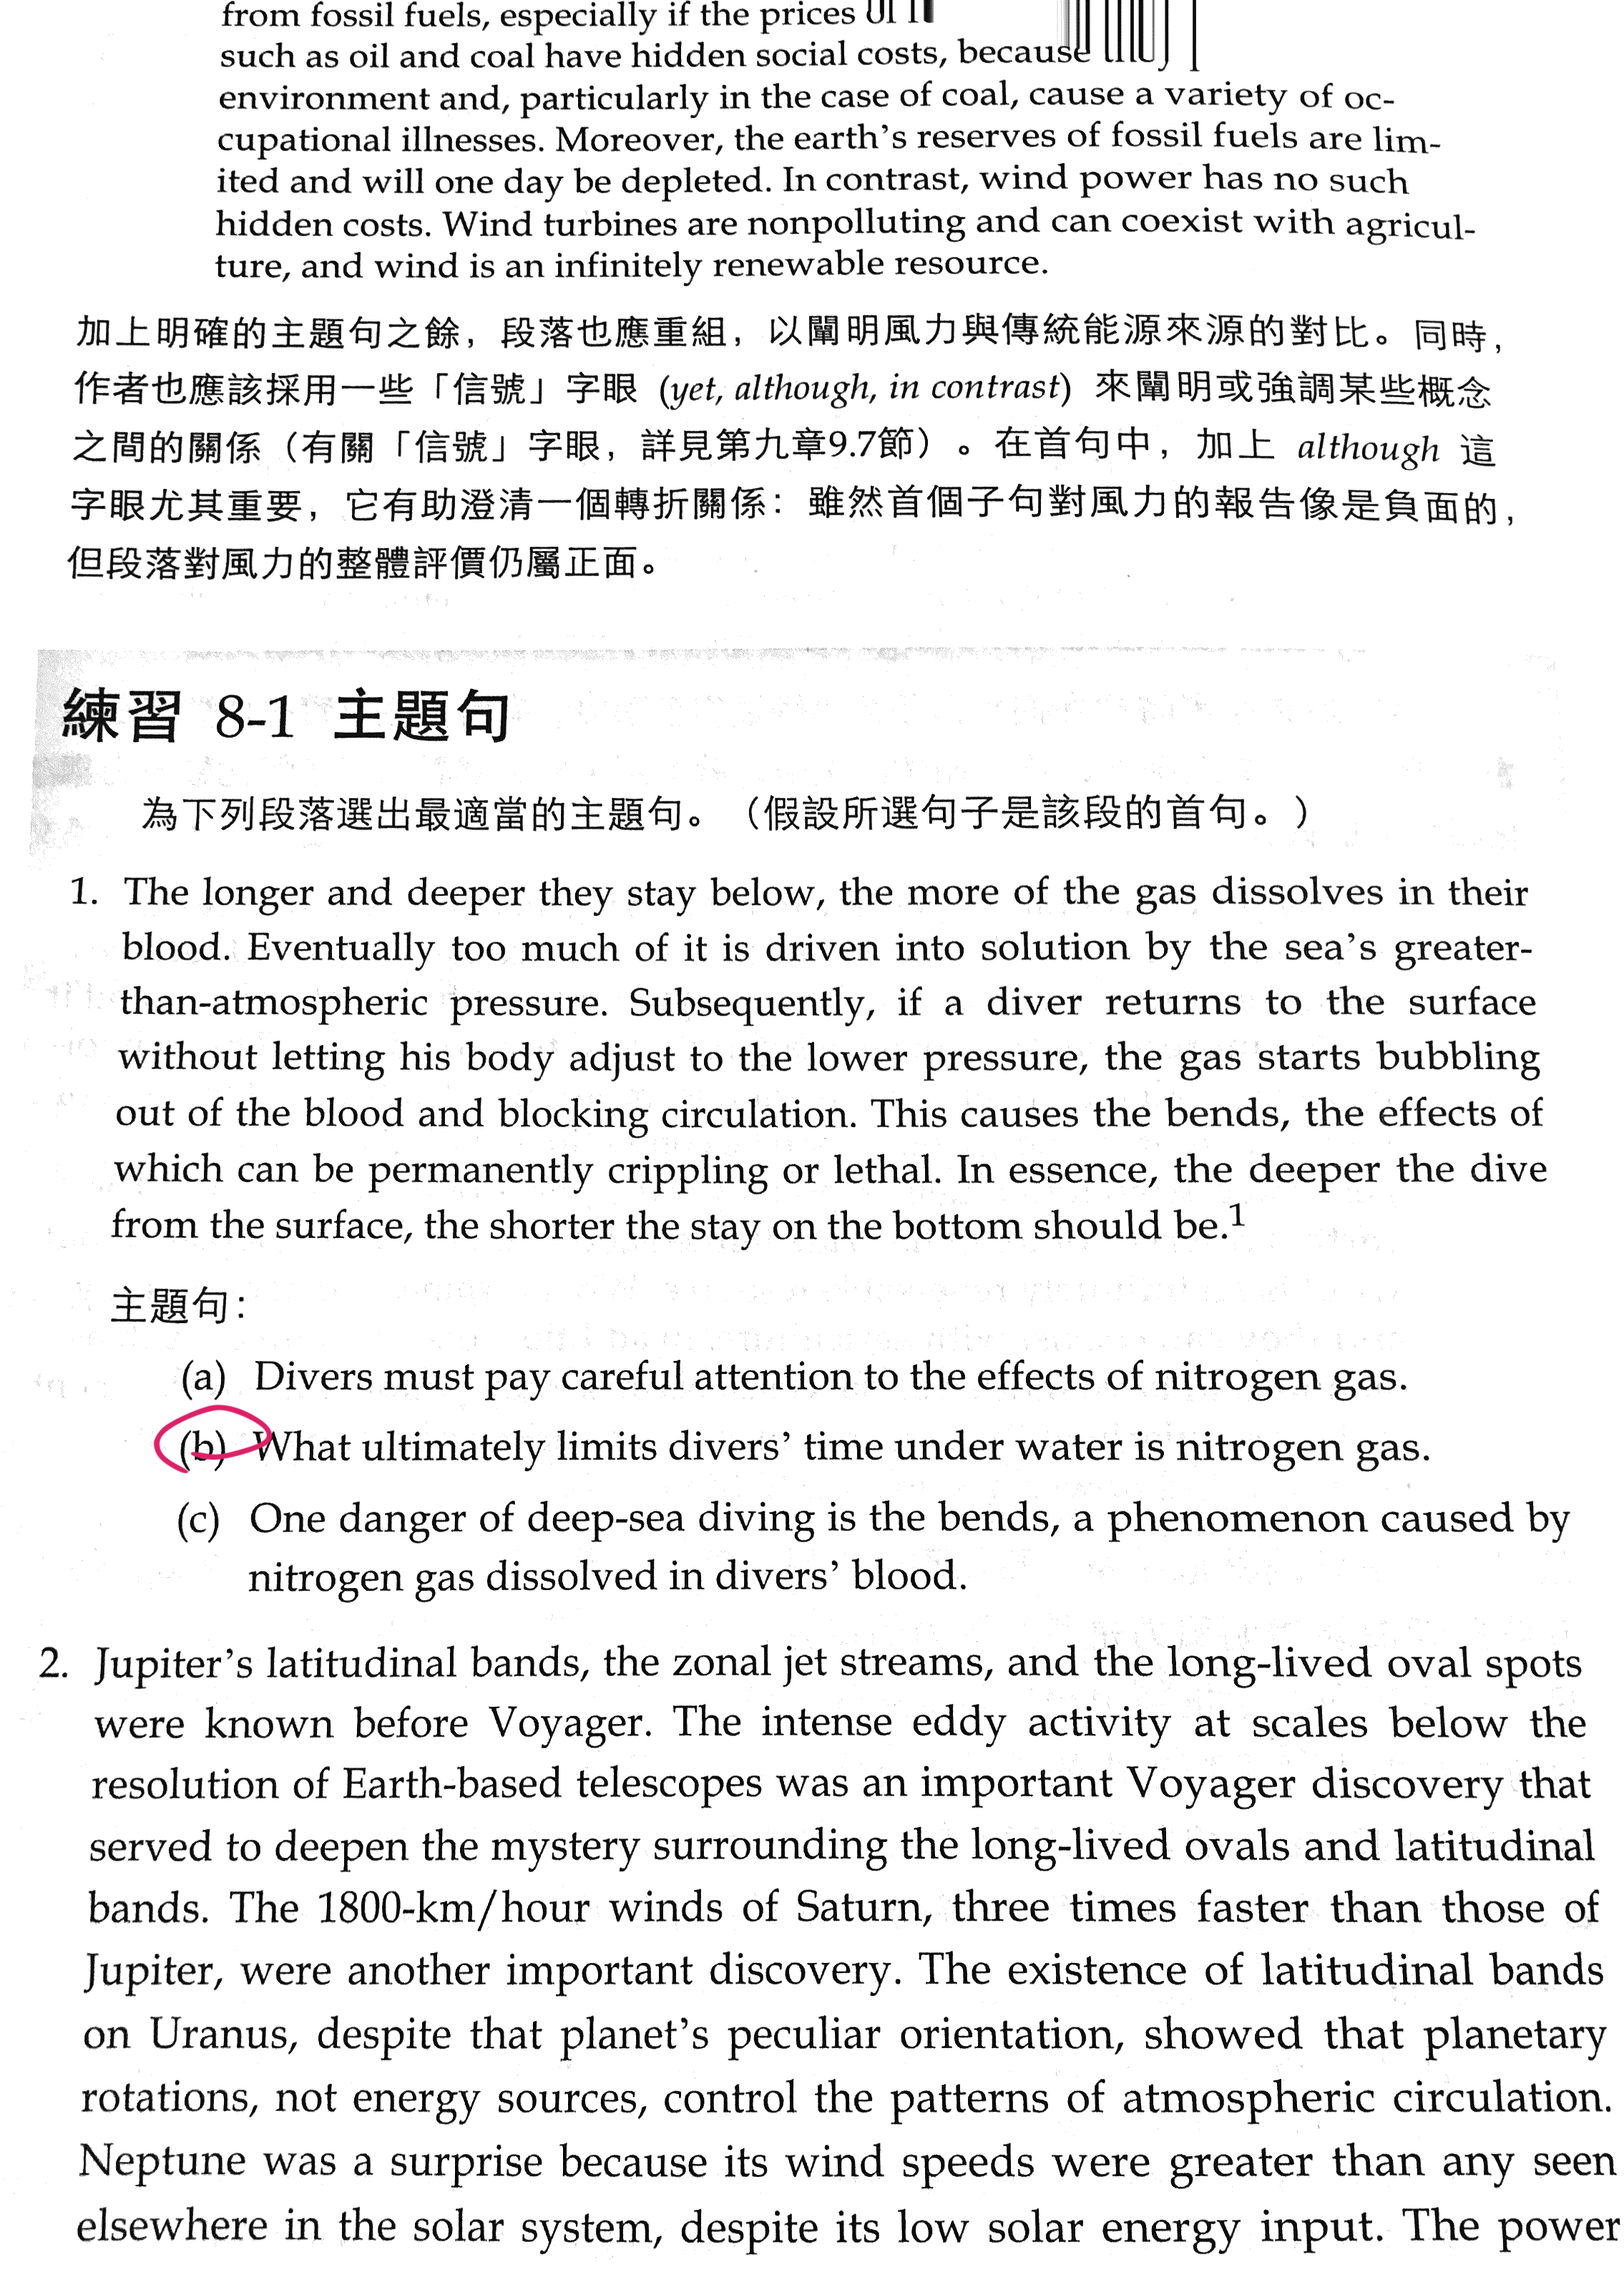 from fossil fuels, especially if the prices
such as oil and coal have hidden social costs, because they
environment and, particularly in the case of coal, cause a variety of oc-
cupational illnesses. Moreover, the earth's reserves of fossil fuels are lim-
ited and will one day be depleted. In contrast, wind power has no such
hidden costs. Wind turbines are nonpolluting and can coexist with agricul-
ture, and wind is an infinitely renewable resource.
加上明確的主題句之餘，段落也應重組，以闡明風力與傳統能源來源的對比。同時，
作者也應該採用一些「信號」字眼 (yet, although, in contrast) 來闡明或強調某些概念
之間的關係（有關「信號」字眼，詳見第九章9.7節）。在首句中，加上 although 這
字眼尤其重要，它有助澄清一個轉折關係：雖然首個子句對風力的報告像是負面的，
但段落對風力的整體評價仍屬正面。
練習 8-1 主題句
為下列段落選出最適當的主題句。（假設所選句子是該段的首句。）
1. The longer and deeper they stay below, the more of the gas dissolves in their
blood. Eventually too much of it is driven into solution by the sea's greater-
than-atmospheric pressure. Subsequently, if a diver returns to the surface
without letting his body adjust to the lower pressure, the gas starts bubbling
out of the blood and blocking circulation. This causes the bends, the effects of
which can be permanently crippling or lethal. In essence, the deeper the dive
from the surface, the shorter the stay on the bottom should be.1
主題句：
(a) Divers must pay careful attention to the effects of nitrogen gas.
(b) What ultimately limits divers' time under water is nitrogen gas.
(c) One danger of deep-sea diving is the bends, a phenomenon caused by
nitrogen gas dissolved in divers' blood.
2. Jupiter's latitudinal bands, the zonal jet streams, and the long-lived oval spots
were known before Voyager. The intense eddy activity at scales below the
resolution of Earth-based telescopes was an important Voyager discovery that
served to deepen the mystery surrounding the long-lived ovals and latitudinal
bands. The 1800-km/hour winds of Saturn, three times faster than those of
Jupiter, were another important discovery. The existence of latitudinal bands
on Uranus, despite that planet's peculiar orientation, showed that planetary
rotations, not energy sources, control the patterns of atmospheric circulation.
Neptune was a surprise because its wind speeds were greater than any seen
elsewhere in the solar system, despite its low solar energy input. The power